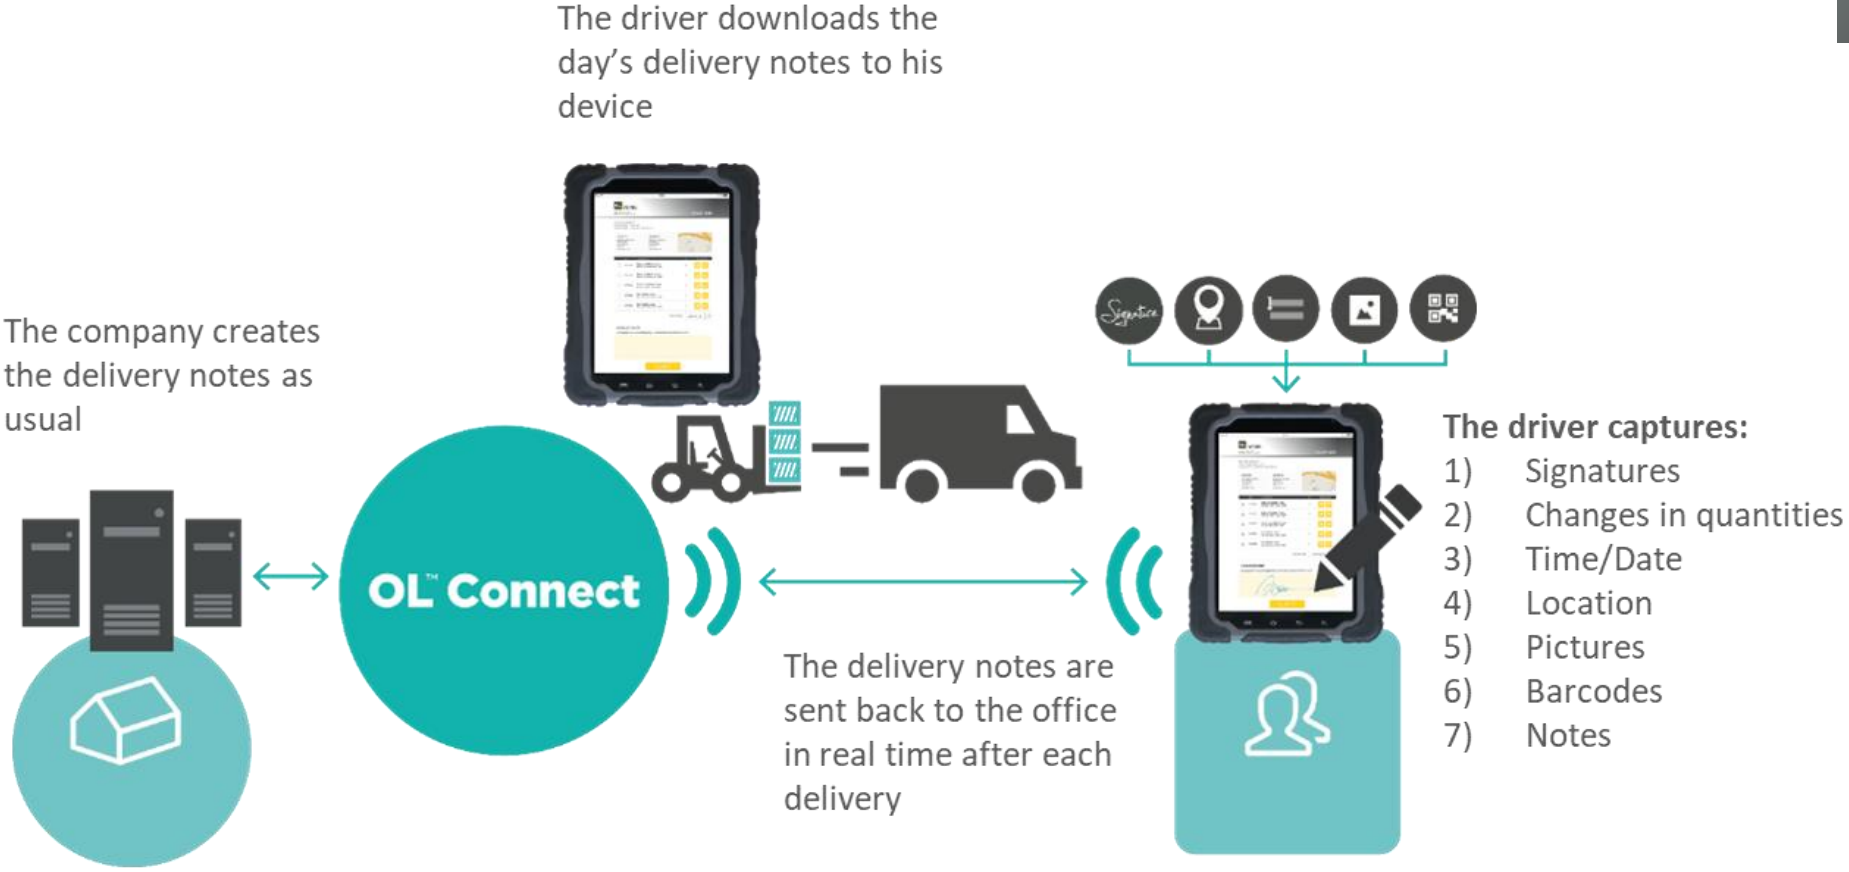 The driver downloads the
day's delivery notes to his
device
The company creates
the delivery notes as
usual
OL™ Connect
Signature
The delivery notes are
sent back to the office
in real time after each
delivery
The driver captures:
1) Signatures
2) Changes in quantities
3) Time/Date
4) Location
5) Pictures
6) Barcodes
7) Notes